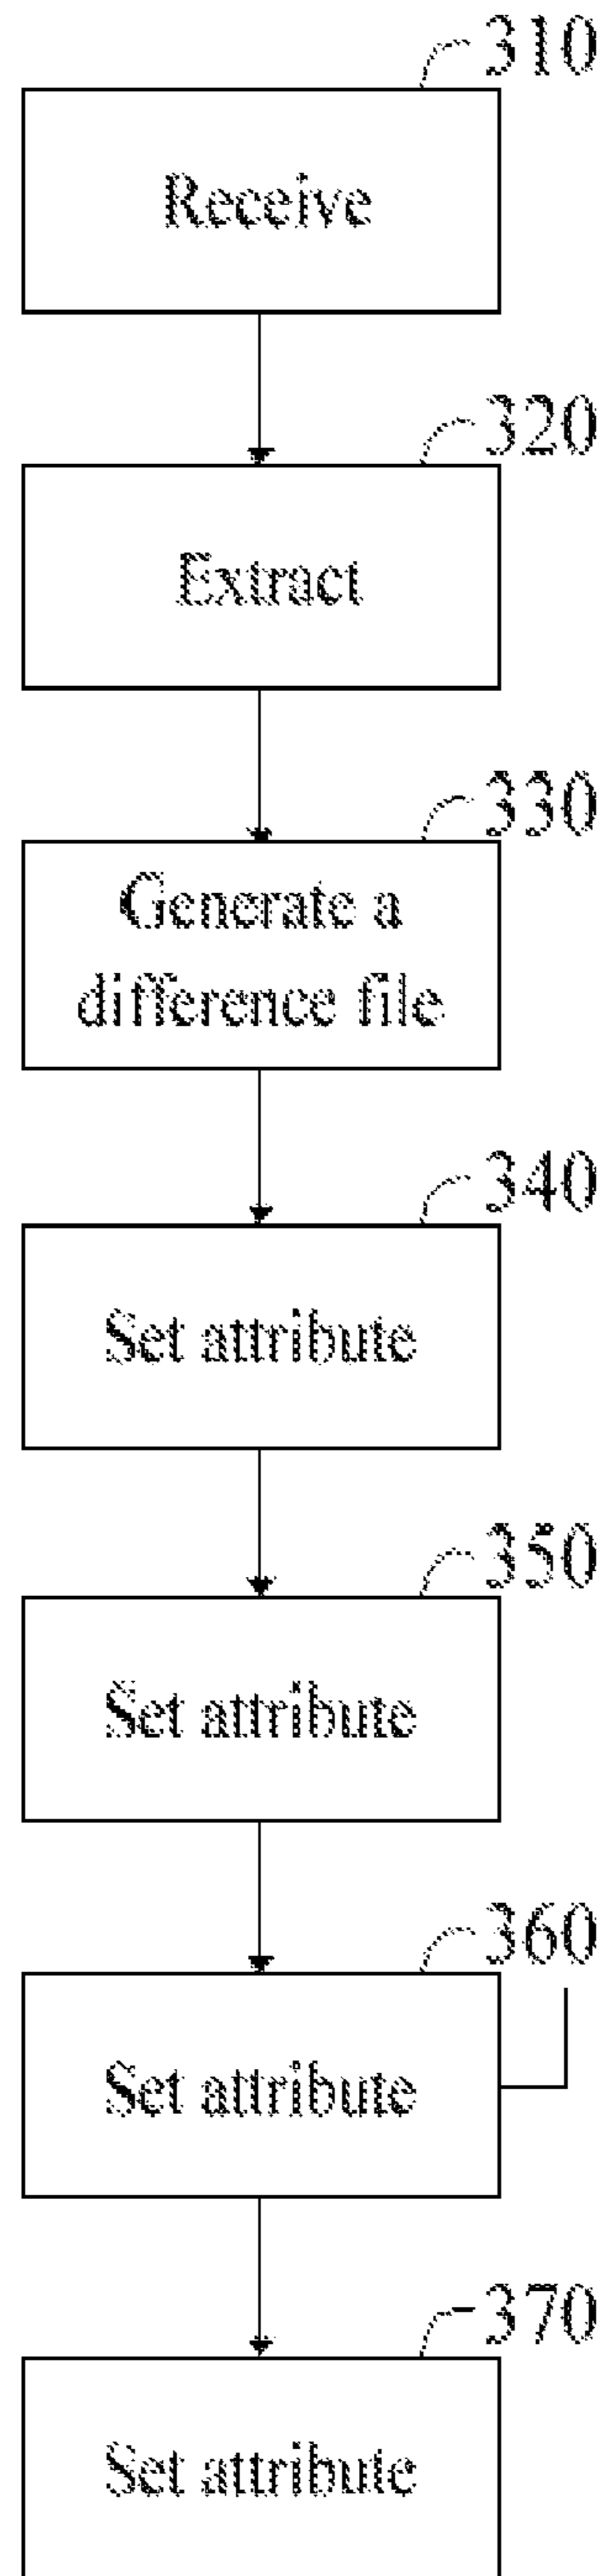 310
Receive
320
Extract
330
Generate a
difference file
340
Set attribute
350
Set attribute
360
Set attribute
370
Set attribute